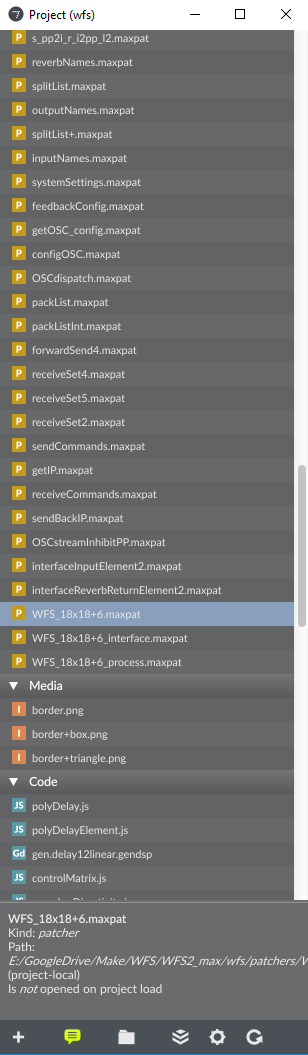 Project (wfs)
P s_pp2i_r_i2pp_l2.maxpat
P reverbNames.maxpat
P splitList.maxpat
P outputNames.maxpat
P splitList+.maxpat
P inputNames.maxpat
P systemSettings.maxpat
P feedbackConfig.maxpat
P getOSC_config.maxpat
P configOSC.maxpat
P OSCdispatch.maxpat
P packList.maxpat
P packListInt.maxpat
P forwardSend4.maxpat
P receiveSet4.maxpat
P receiveSet5.maxpat
P receiveSet2.maxpat
P sendCommands.maxpat
P getIP.maxpat
P receiveCommands.maxpat
P sendBackIP.maxpat
P OSCstreamInhibitPP.maxpat
P interfaceInputElement2.maxpat
P interfaceReverbReturnElement2.maxpat
P WFS_18x18+6.maxpat
P WFS_18x18+6_interface.maxpat
P WFS_18x18+6_process.maxpat
Media
I border.png
I border+box.png
I border+triangle.png
Code
JS polyDelay.js
JS polyDelayElement.js
Gd gen.delay12linear.gendsp
JS controlMatrix.js
WFS_18x18+6.maxpat
Kind: patcher
Path:
E:/GoogleDrive/Make/WFS/WFS2_max/wfs/patchers/
(project-local)
Is not opened on project load